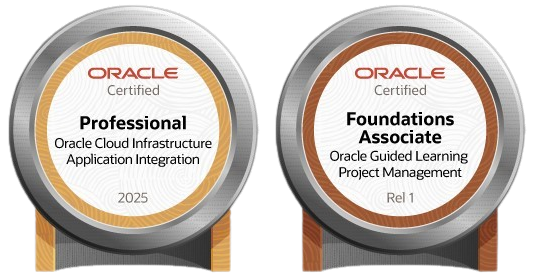 ORACLE
Certified
Professional
Oracle Cloud Infrastructure
Application Integration
2025
ORACLE
Certified
Foundations
Associate
Oracle Guided Learning
Project Management
Rel 1